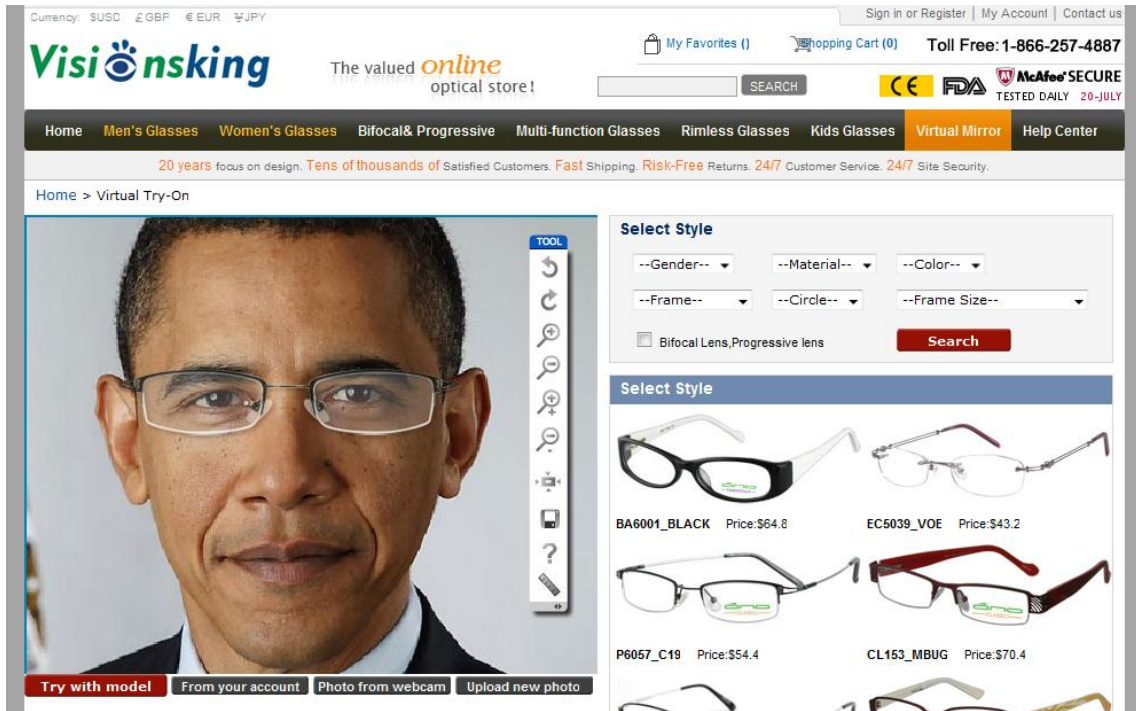 Currency: $USD £GBP €EUR ¥JPY
Sign in or Register | My Account | Contact us
Visionsking
The valued online
optical store!
My Favorites ()
Shopping Cart (0)
Toll Free:1-866-257-4887
SEARCH
CE
FDA
McAfee SECURE
TESTED DAILY 20-JULY
Home Men's Glasses Women's Glasses Bifocal& Progressive Multi-function Glasses Rimless Glasses Kids Glasses Virtual Mirror Help Center
20 years focus on design. Tens of thousands of Satisfied Customers. Fast Shipping. Risk-Free Returns. 24/7 Customer Service. 24/7 Site Security.
Home > Virtual Try-On
TOOL
Try with model From your account Photo from webcam Upload new photo
Select Style
--Gender-- --Material-- --Color--
--Frame-- --Circle-- --Frame Size--
Bifocal Lens,Progressive lens
Search
Select Style
BA6001_BLACK Price:$64.8
EC5039_VOE Price:$43.2
P6057_C19 Price:$54.4
CL153_MBUG Price:$70.4